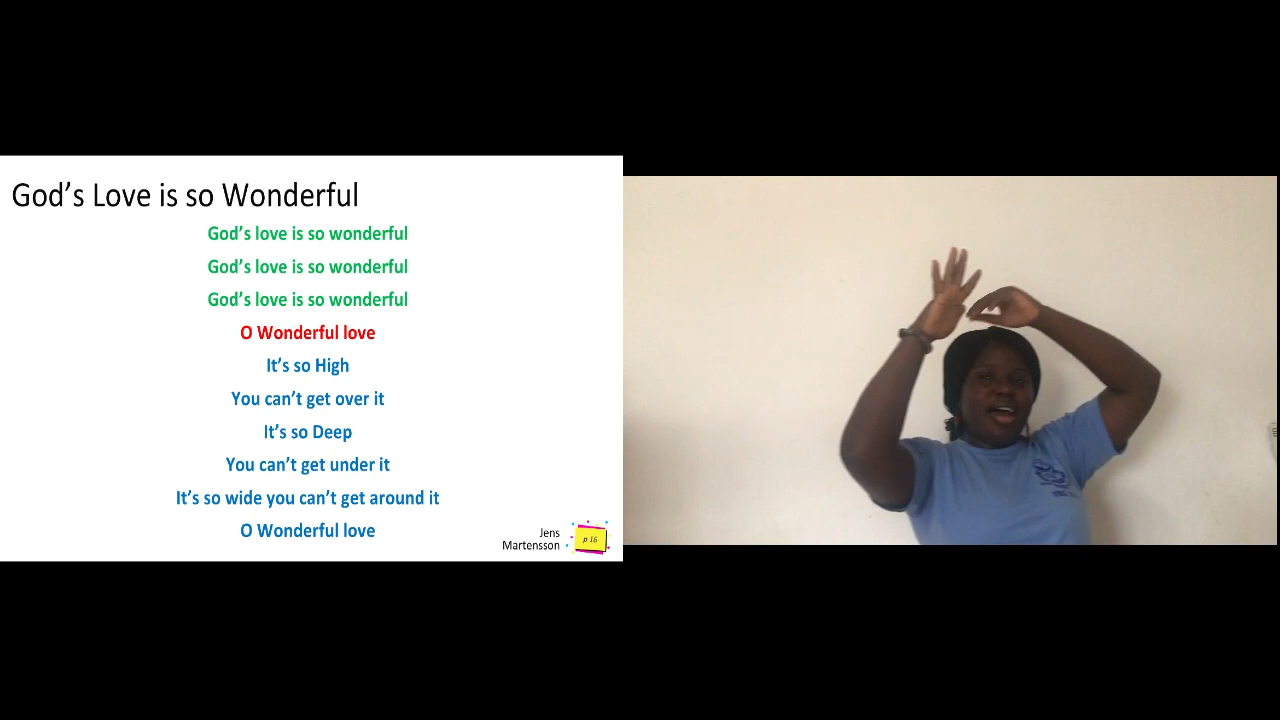 God's Love is so Wonderful
God's love is so wonderful
God's love is so wonderful
God's love is so wonderful
O Wonderful love
It's so High
You can't get over it
It's so Deep
You can't get under it
It's so wide you can't get around it
O Wonderful love
Jens
Martensson
p 16